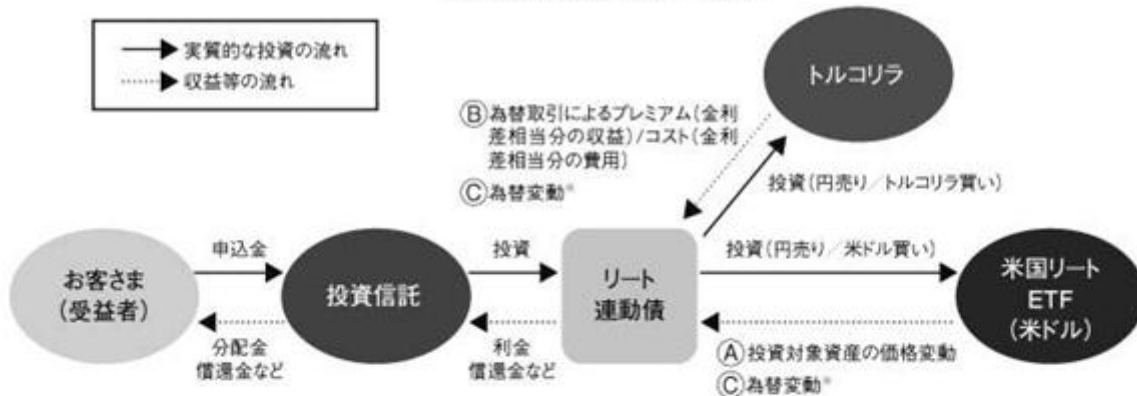 実質的な投資の流れ
収益等の流れ
トルコリラ
Ⓑ為替取引によるプレミアム(金利
差相当分の収益)/コスト(金利
差相当分の費用)
Ⓒ為替変動※
投資(円売り/トルコリラ買い)
お客さま
(受益者)
申込金
分配金
償還金など
投資信託
投資
利金
償還金など
リート
連動債
投資(円売り/米ドル買い)
Ⓐ投資対象資産の価格変動
Ⓒ為替変動※
米国リート
ETF
(米ドル)